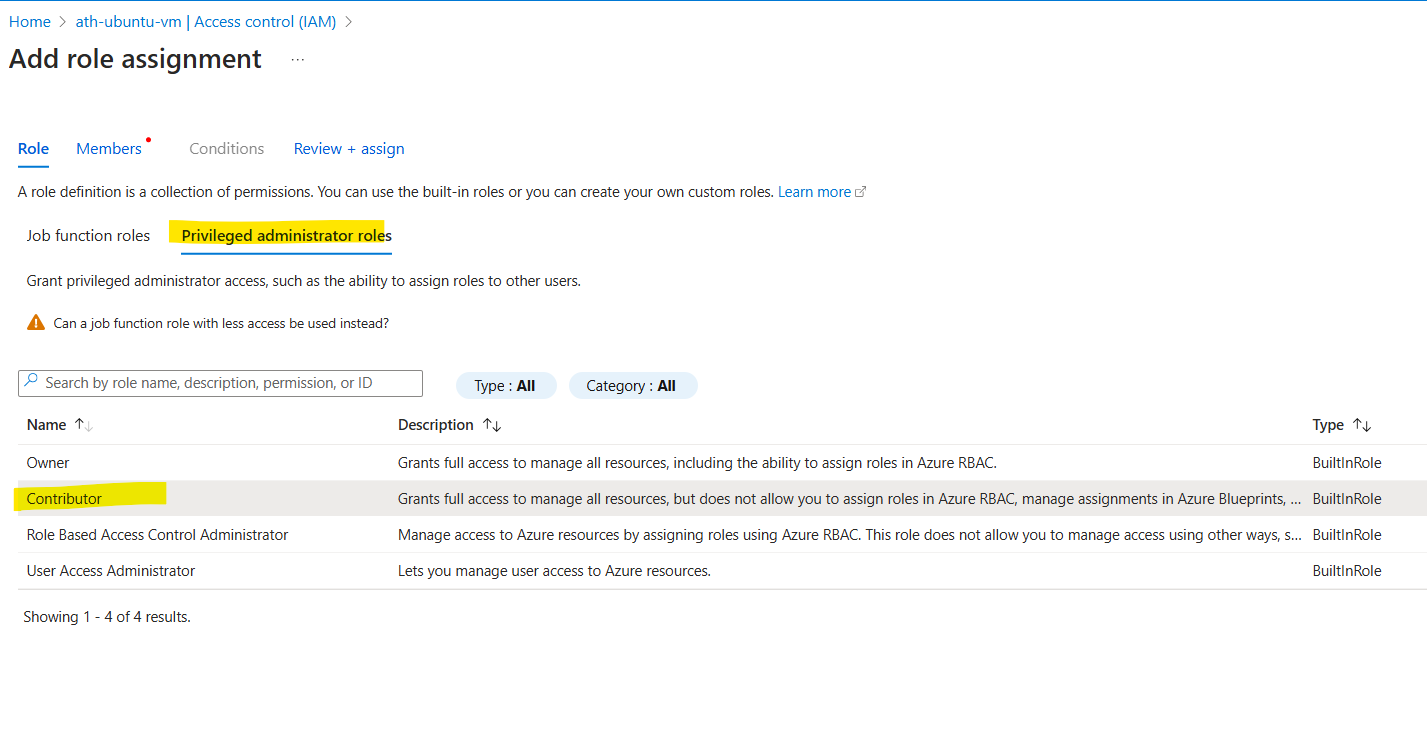 Home > ath-ubuntu-vm | Access control (IAM) >
Add role assignment ...
Role Members Conditions Review + assign
A role definition is a collection of permissions. You can use the built-in roles or you can create your own custom roles. Learn more
Job function roles Privileged administrator roles
Grant privileged administrator access, such as the ability to assign roles to other users.
Can a job function role with less access be used instead?
Search by role name, description, permission, or ID Type : All Category : All
Name ↑↓ Description ↑↓ Type ↑↓
Owner Grants full access to manage all resources, including the ability to assign roles in Azure RBAC. BuiltInRole
Contributor Grants full access to manage all resources, but does not allow you to assign roles in Azure RBAC, manage assignments in Azure Blueprints, ... BuiltInRole
Role Based Access Control Administrator Manage access to Azure resources by assigning roles using Azure RBAC. This role does not allow you to manage access using other ways, s... BuiltInRole
User Access Administrator Lets you manage user access to Azure resources. BuiltInRole
Showing 1 - 4 of 4 results.